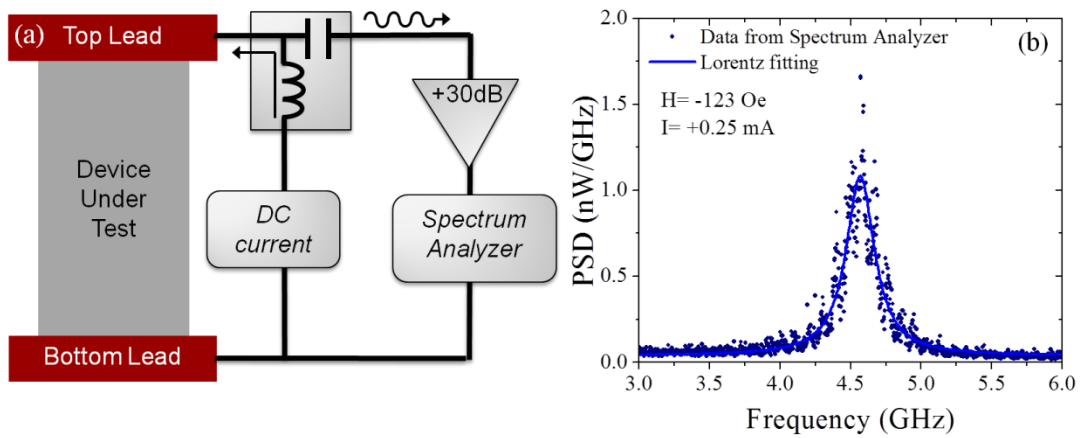 (a) Top Lead
+30dB
Device
Under
Test
DC
current
Spectrum
Analyzer
Bottom Lead
(b)
Data from Spectrum Analyzer
Lorentz fitting
H= -123 Oe
I= +0.25 mA
PSD (nW/GHz)
2.0
1.5
1.0
0.5
0.0
3.0 3.5 4.0 4.5 5.0 5.5 6.0
Frequency (GHz)